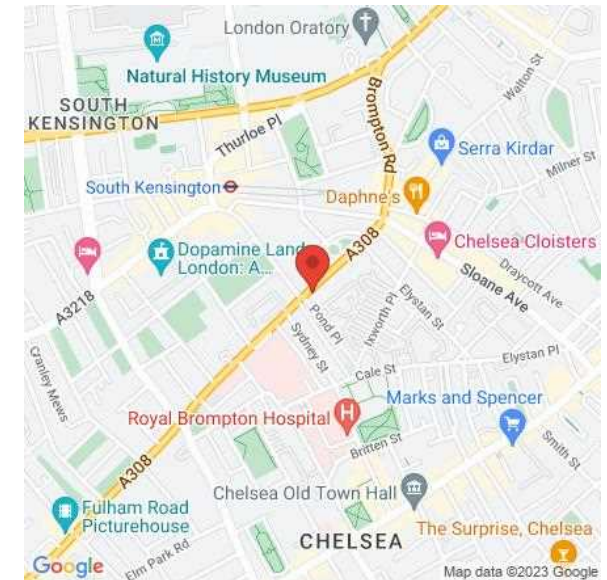 London Oratory
Natural History Museum
SOUTH
KENSINGTON
Thurloe Pl
Brompton Rd
Walton St
Serra Kirdar
Milner St
South Kensington
Daphne's
Chelsea Cloisters
A308
Dopamine Land
London: A...
Sloane Ave
Draycott Ave
A3218
Elystan St
Ixworth Pl
Pond Pl
Sydney St
Cranley Mews
Elystan Pl
Cale St
Marks and Spencer
Royal Brompton Hospital
H
Britten St
Smith St
A308
Chelsea Old Town Hall
Fulham Road
Picturehouse
The Surprise, Chelsea
CHELSEA
Elm Park Rd
Google
Map data ©2023 Google